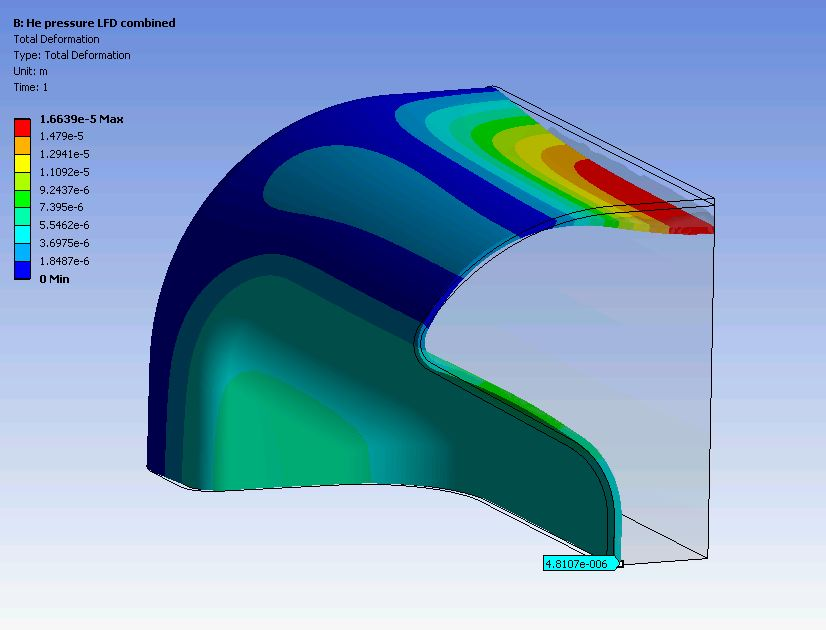 B: He pressure LFD combined
Total Deformation
Type: Total Deformation
Unit: m
Time: 1
1.6639e-5 Max
1.479e-5
1.2941e-5
1.1092e-5
9.2437e-6
7.395e-6
5.5462e-6
3.6975e-6
1.8487e-6
0 Min
4.8107e-006